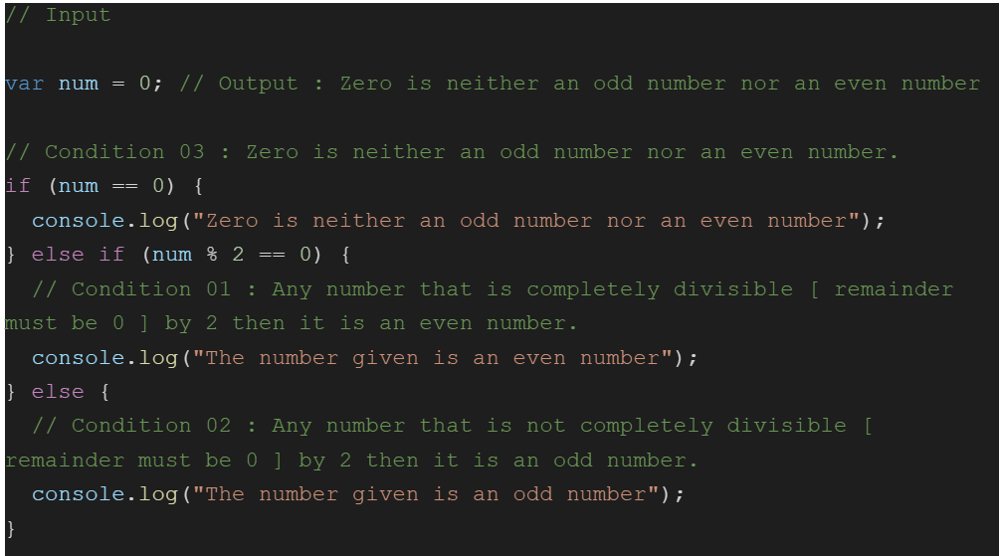 // Input
var num = 0; // Output : Zero is neither an odd number nor an even number
// Condition 03 : Zero is neither an odd number nor an even number.
if (num == 0) {
  console.log("Zero is neither an odd number nor an even number");
} else if (num % 2 == 0) {
  // Condition 01 : Any number that is completely divisible [ remainder
must be 0 ] by 2 then it is an even number.
  console.log("The number given is an even number");
} else {
  // Condition 02 : Any number that is not completely divisible [
remainder must be 0 ] by 2 then it is an odd number.
  console.log("The number given is an odd number");
}